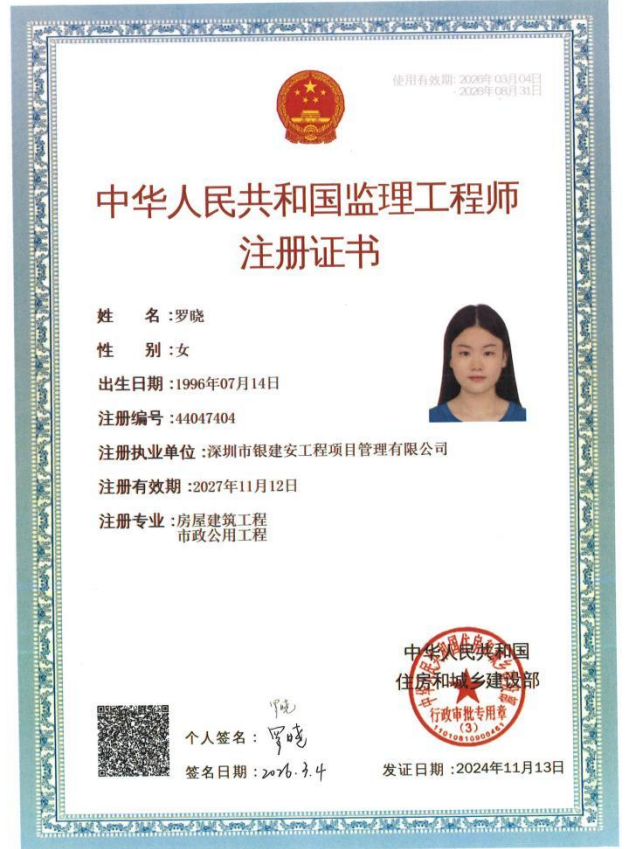 使用有效期: 2026年03月04日
- 2026年08月31日
中华人民共和国监理工程师
注册证书
姓 名 :罗晓
性 别 :女
出生日期 :1996年07月14日
注册编号 :44047404
注册执业单位 :深圳市银建安工程项目管理有限公司
注册有效期 :2027年11月12日
注册专业 :房屋建筑工程
市政公用工程
中华人民共和国
住房和城乡建设部
行政审批专用章
(3)
罗晓
个人签名: 罗晓
签名日期: 2026.3.4
发证日期 :2024年11月13日